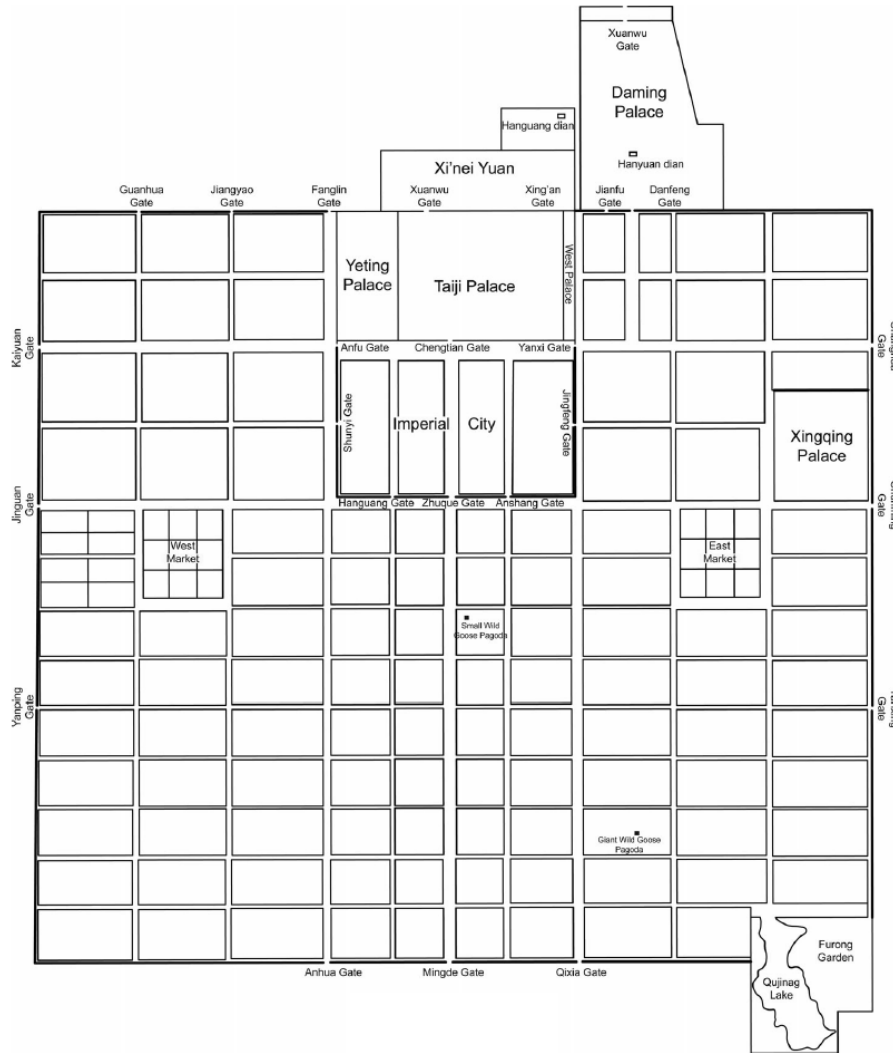 Xuanwu
Gate
Daming
Palace
Hanguang dian
Hanyuan dian
Xi'nei Yuan
Guanhua
Gate
Jiangyao
Gate
Fanglin
Gate
Xuanwu
Gate
Xing'an
Gate
Jianfu
Gate
Danfeng
Gate
Yeting
Palace
Taiji Palace
West Palace
Kaiyuan
Gate
Gate
Anfu Gate
Chengtian Gate
Yanxi Gate
Shunyi Gate
Imperial
City
Jingfeng Gate
Xingqing
Palace
Jinguan
Gate
Gate
Hanguang Gate
Zhuque Gate
Anshang Gate
West
Market
East
Market
Small Wild
Goose Pagoda
Yanping
Gate
Gate
Giant Wild Goose
Pagoda
Furong
Garden
Qujinag
Lake
Anhua Gate
Mingde Gate
Qixia Gate